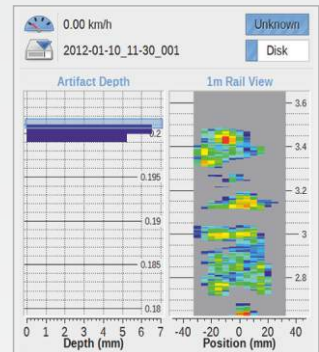 0.00 km/h
Unknown
2012-01-10_11-30_001
Disk
Artifact Depth
1m Rail View
0.2
0.195
0.19
0.185
0.18
0 1 2 3 4 5 6 7
Depth (mm)
3.6
3.4
3.2
3
2.8
-40 -20 0 20 40
Position (mm)